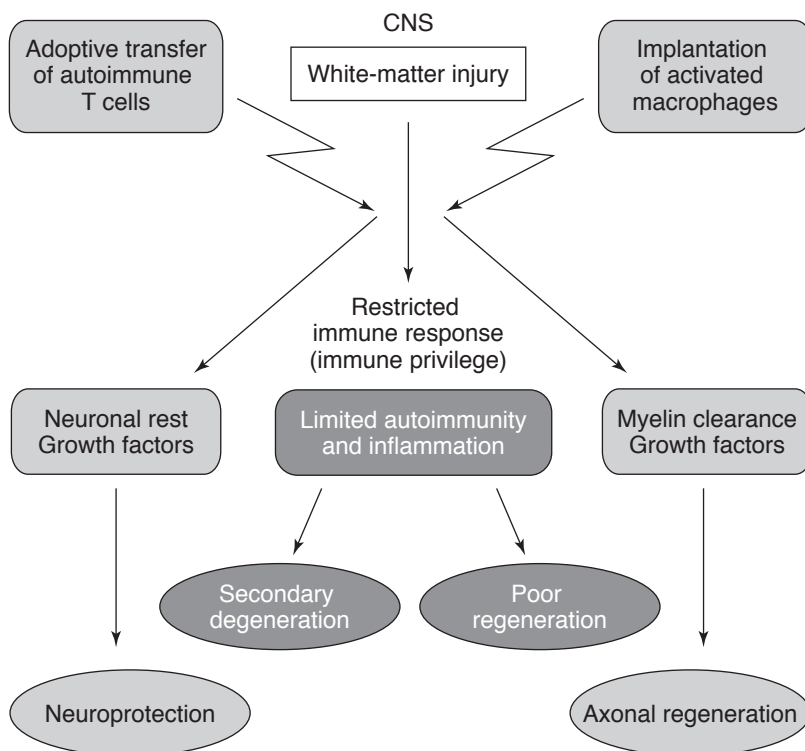 CNS
Adoptive transfer
of autoimmune
T cells
White-matter injury
Implantation
of activated
macrophages
Restricted
immune response
(immune privilege)
Neuronal rest
Growth factors
Limited autoimmunity
and inflammation
Myelin clearance
Growth factors
Secondary
degeneration
Poor
regeneration
Neuroprotection
Axonal regeneration